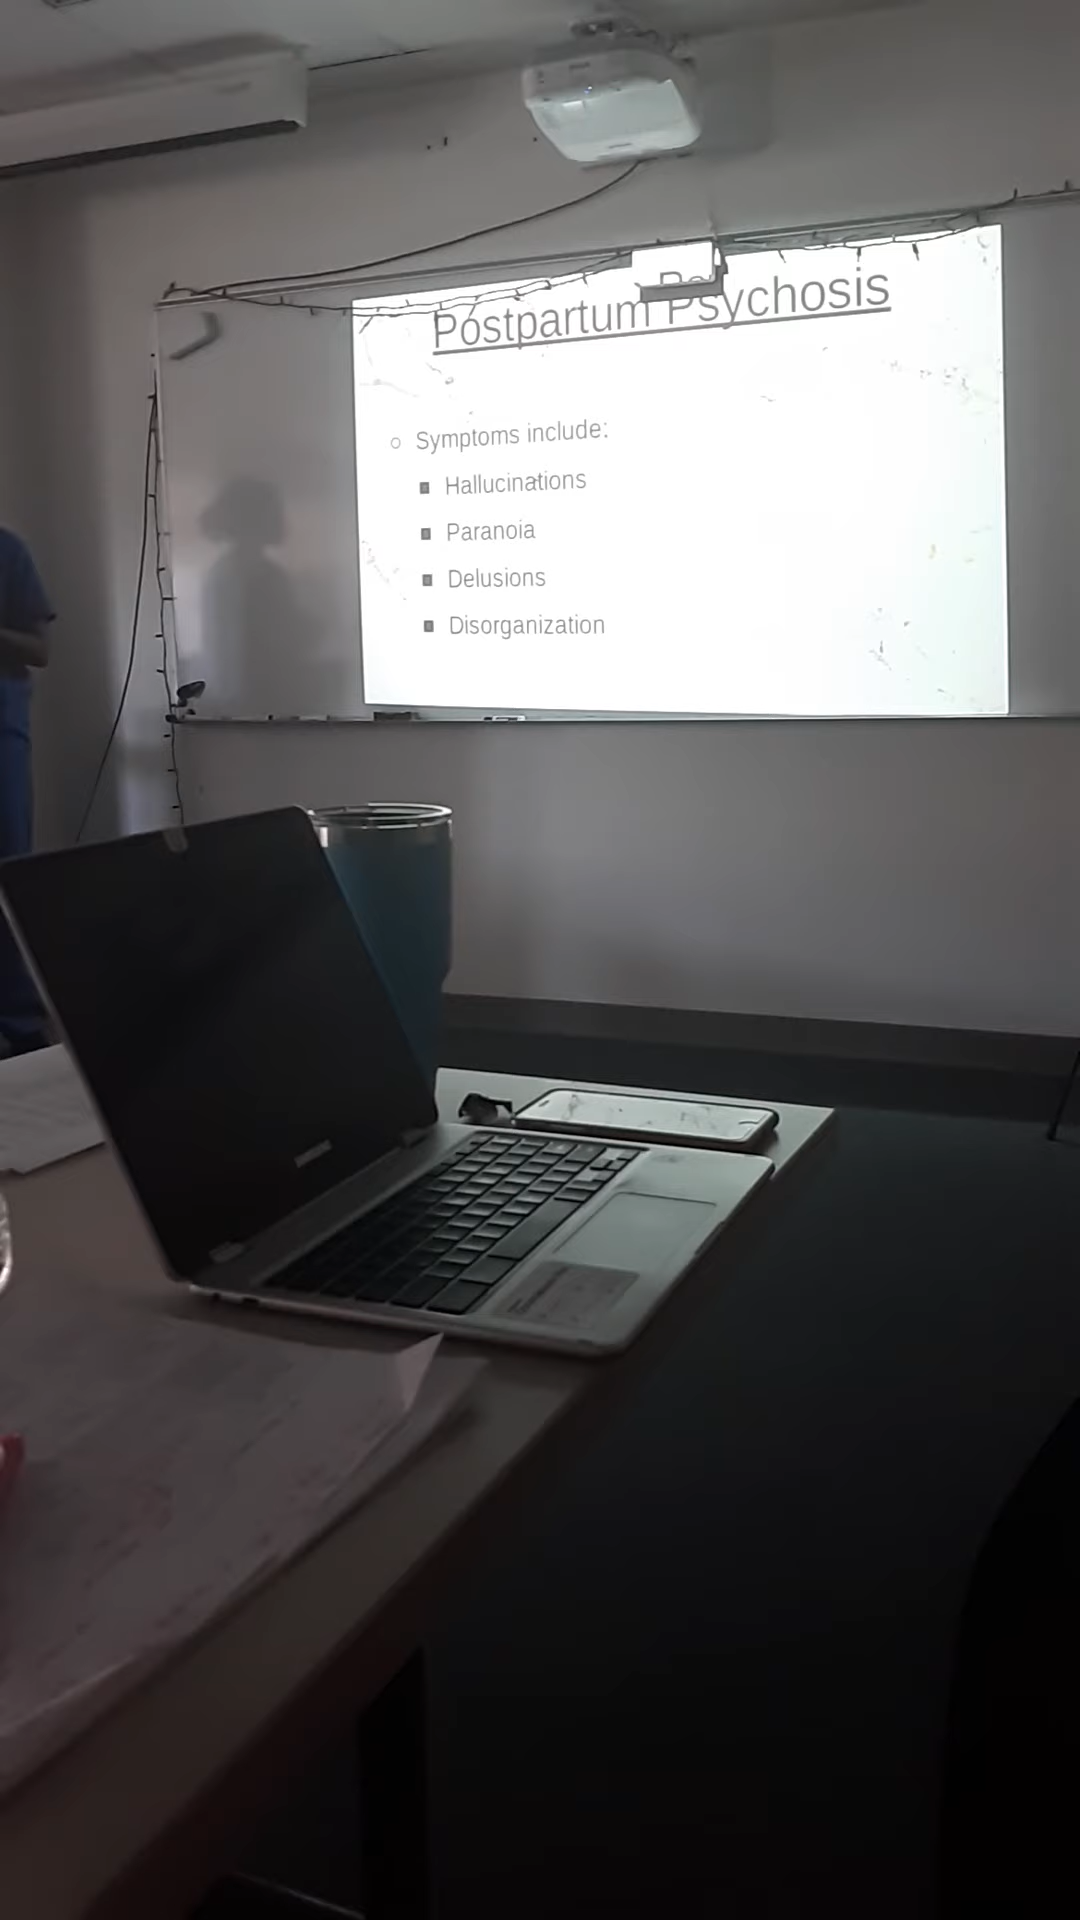 Postpartum Psychosis
Symptoms include:
Hallucinations
Paranoia
Delusions
Disorganization